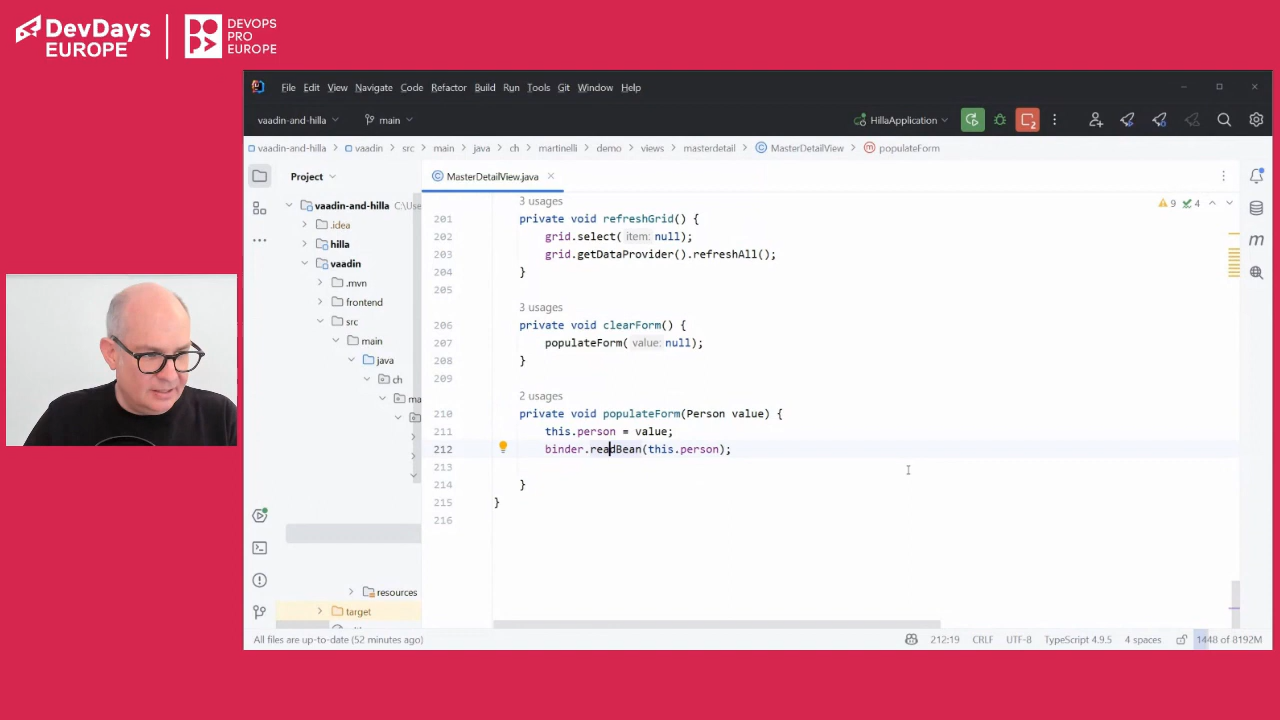 DevDays
EUROPE
DEVOPS
PRO
EUROPE
File Edit View Navigate Code Refactor Build Run Tools Git Window Help
vaadin-and-hilla main HillaApplication 2
vaadin-and-hilla vaadin src main java ch martinelli demo views masterdetail MasterDetailView populateForm
Project MasterDetailView.java
vaadin-and-hilla C:\Use
.idea
hilla
vaadin
.mvn
frontend
src
main
java
ch
ma
resources
target
9 4
3 usages
201 private void refreshGrid() {
202 grid.select( item: null);
203 grid.getDataProvider().refreshAll();
204 }
205
3 usages
206 private void clearForm() {
207 populateForm( value: null);
208 }
209
2 usages
210 private void populateForm(Person value) {
211 this.person = value;
212 binder.readBean(this.person);
213
214 }
215 }
216
All files are up-to-date (52 minutes ago) 212:19 CRLF UTF-8 TypeScript 4.9.5 4 spaces 1448 of 8192M